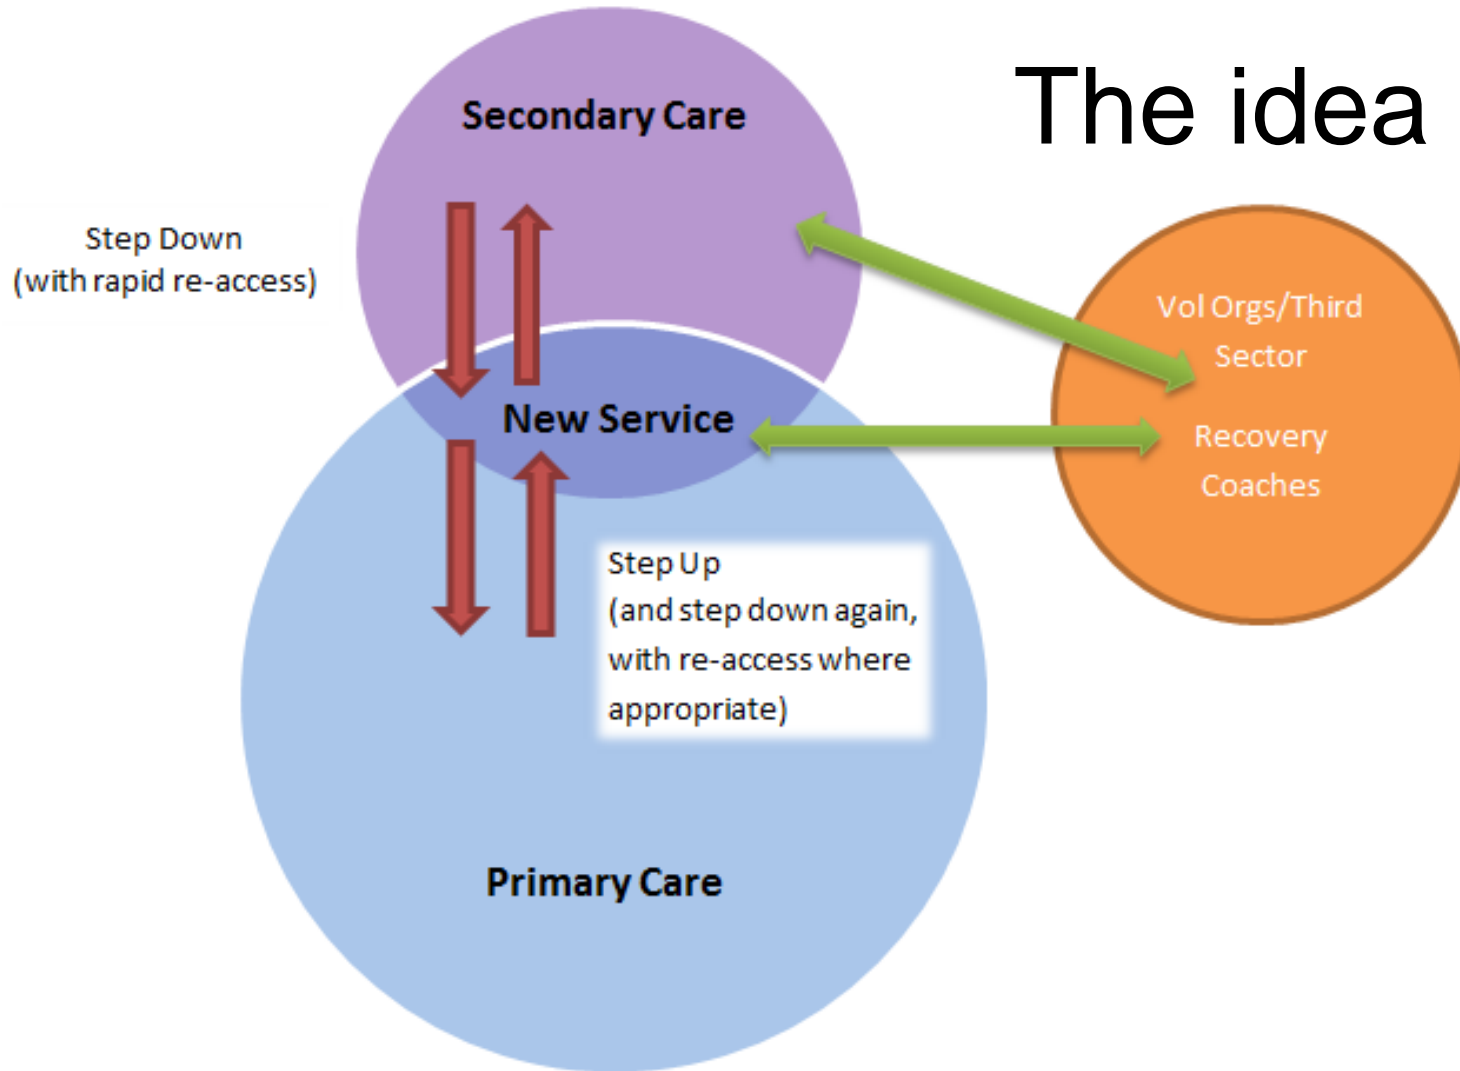 The idea
Secondary Care
Step Down
(with rapid re-access)
Vol Orgs/Third
Sector
Recovery
Coaches
New Service
Step Up
(and step down again,
with re-access where
appropriate)
Primary Care